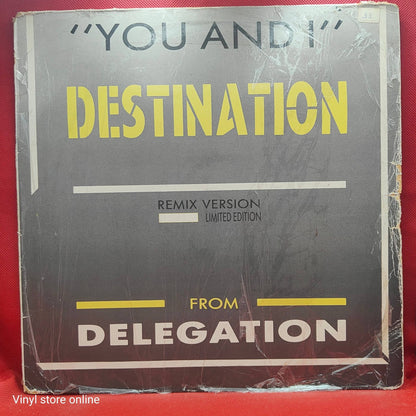 "YOU AND I"
DESTINATION
REMIX VERSION
LIMITED EDITION
FROM
DELEGATION
Vinyl store online